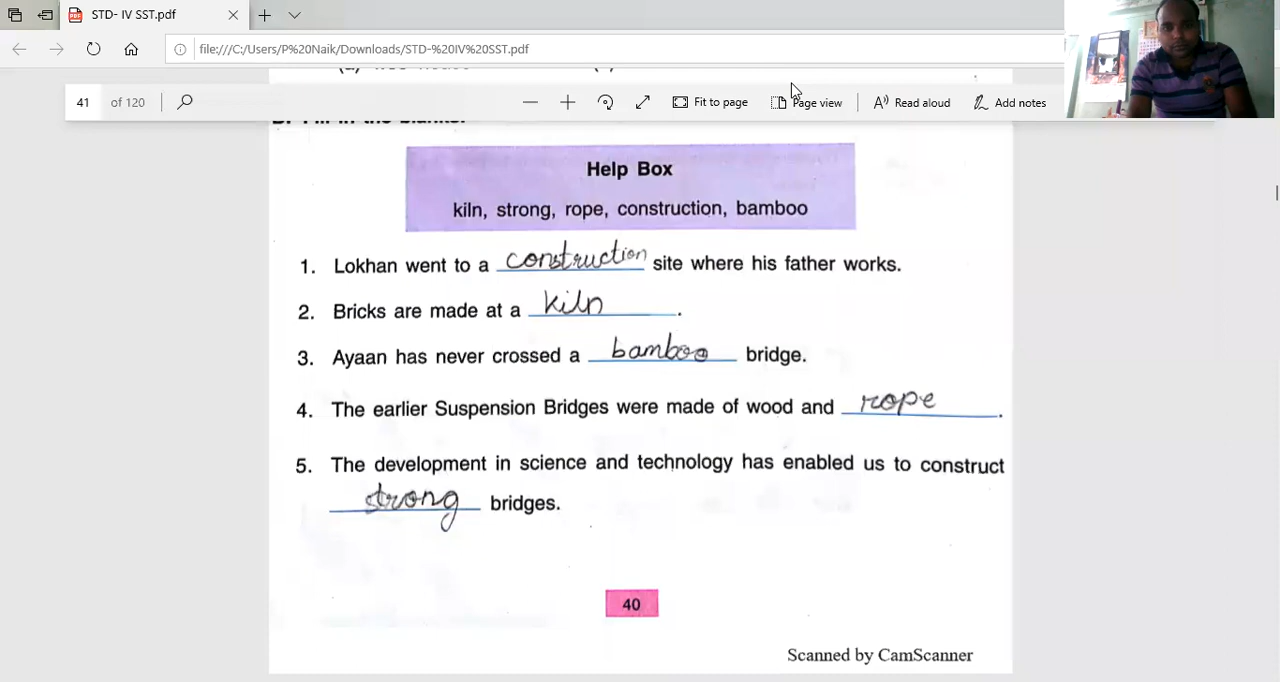 STD- IV SST.pdf
file:///C:/Users/P%20Naik/Downloads/STD-%20IV%20SST.pdf
41 of 120 Fit to page Page view Read aloud Add notes
Help Box
kiln, strong, rope, construction, bamboo
1. Lokhan went to a construction site where his father works.
2. Bricks are made at a kiln.
3. Ayaan has never crossed a bamboo bridge.
4. The earlier Suspension Bridges were made of wood and rope.
5. The development in science and technology has enabled us to construct
strong bridges.
40
Scanned by CamScanner